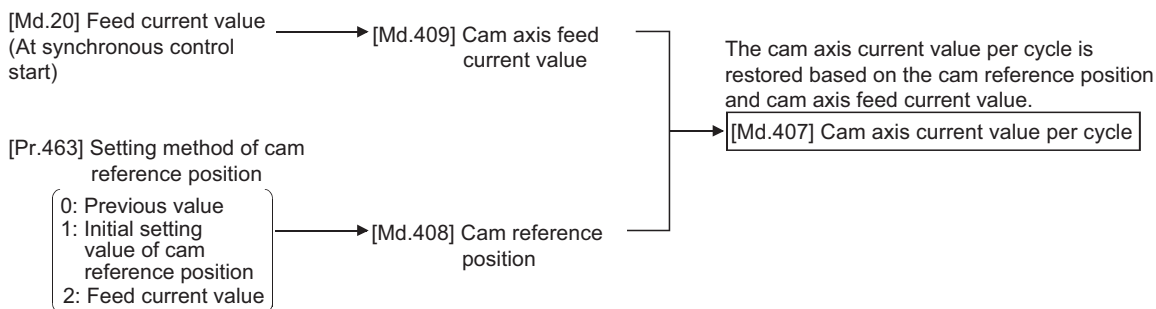 [Md.20] Feed current value
(At synchronous control
start)
[Md.409] Cam axis feed
current value
The cam axis current value per cycle is
restored based on the cam reference position
and cam axis feed current value.
[Md.407] Cam axis current value per cycle
[Pr.463] Setting method of cam
reference position
0: Previous value
1: Initial setting
value of cam
reference position
2: Feed current value
[Md.408] Cam reference
position